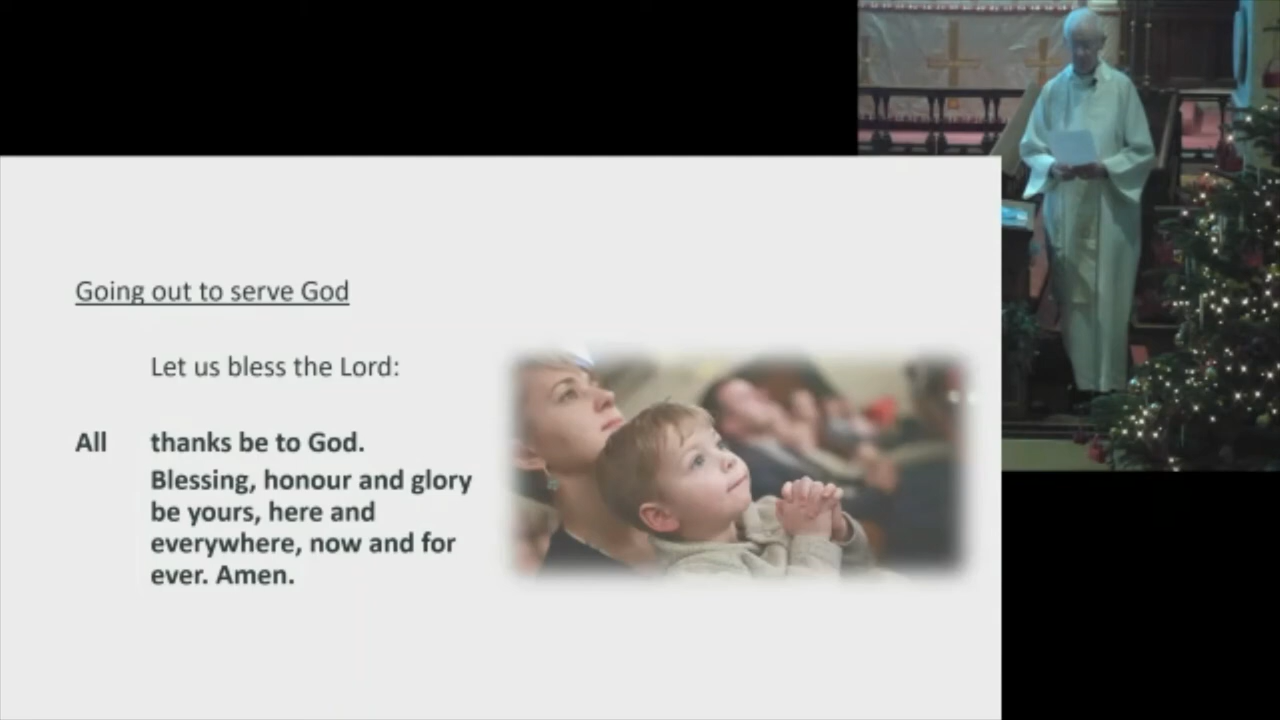 Going out to serve God
Let us bless the Lord:
All thanks be to God.
Blessing, honour and glory
be yours, here and
everywhere, now and for
ever. Amen.